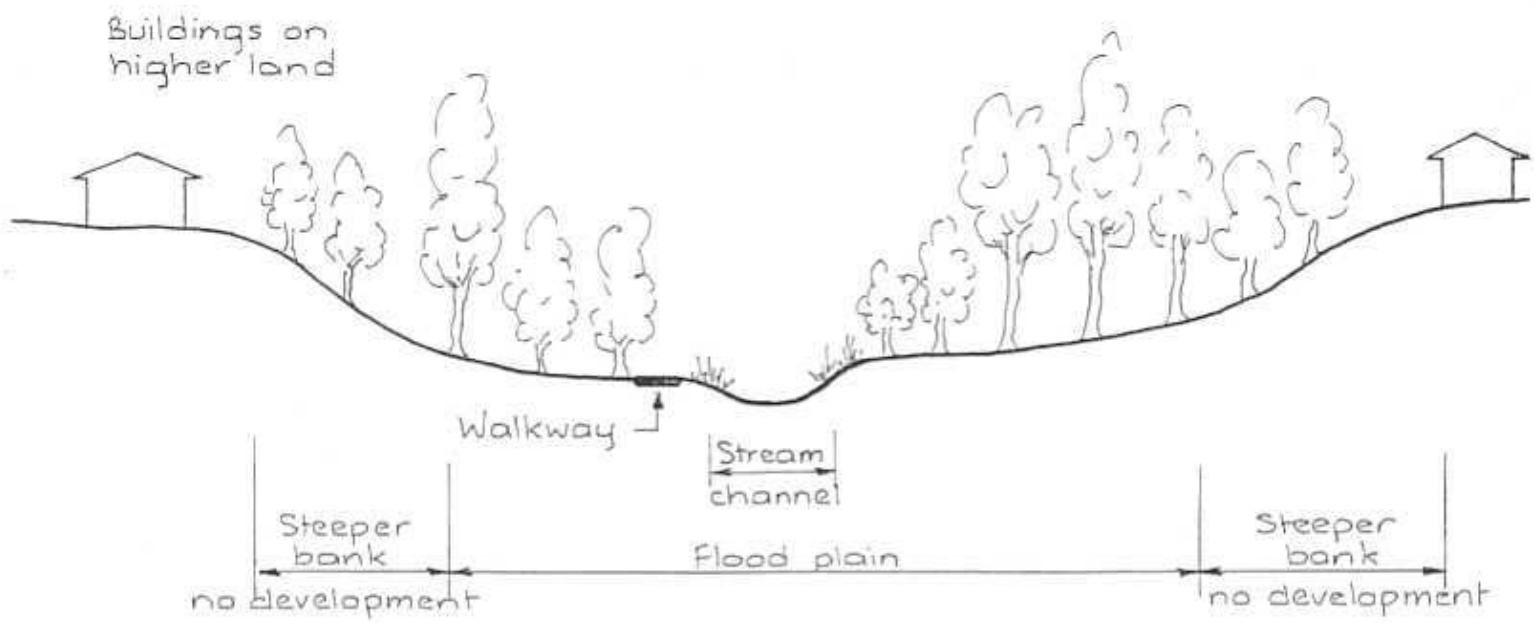 Buildings on
higher land
Walkway
Stream
channel
Steeper
bank
no development
Flood plain
Steeper
bank
no development